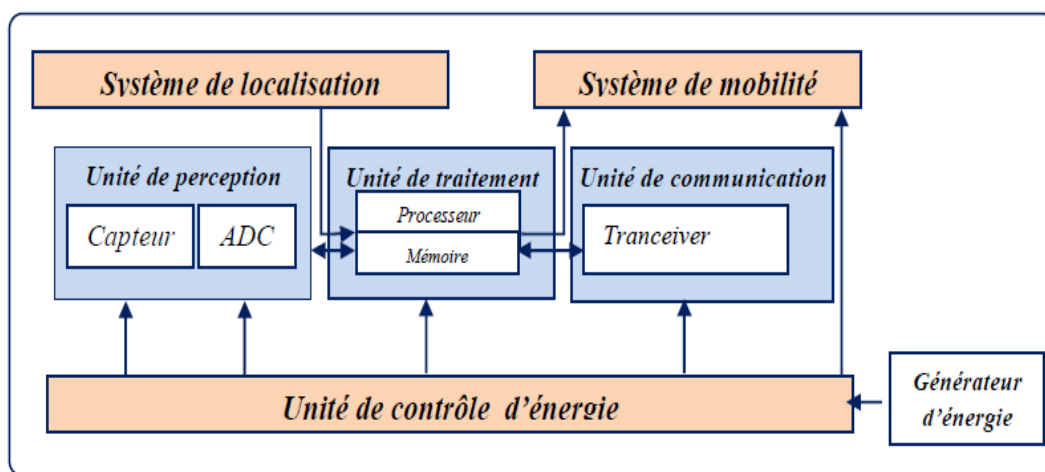 Système de localisation
Système de mobilité
Unité de perception
Capteur
ADC
Unité de traitement
Processeur
Mémoire
Unité de communication
Tranceiver
Unité de contrôle d'énergie
Générateur
d'énergie